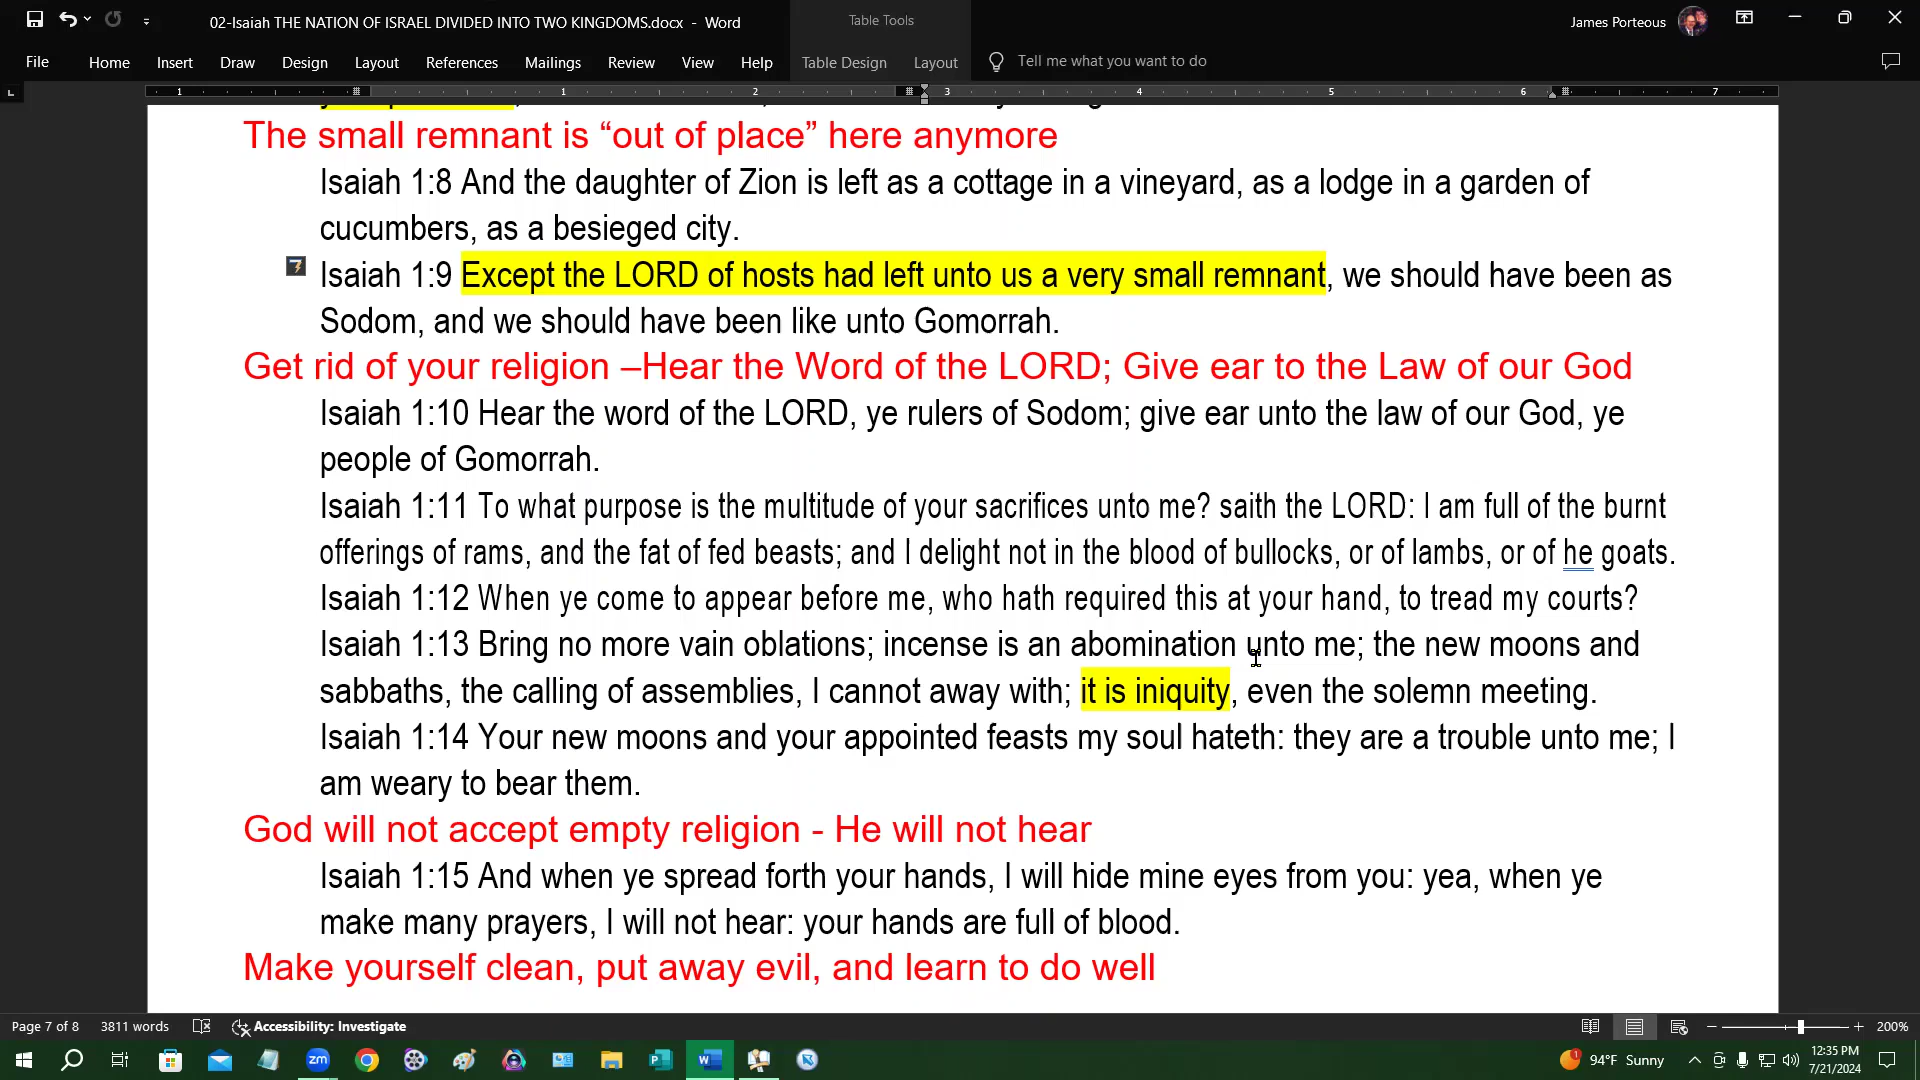 02-Isaiah THE NATION OF ISRAEL DIVIDED INTO TWO KINGDOMS.docx - Word
Table Tools
James Porteous
File Home Insert Draw Design Layout References Mailings Review View Help Table Design Layout Tell me what you want to do
1 1 2 3 4 5 6 7
The small remnant is “out of place” here anymore
Isaiah 1:8 And the daughter of Zion is left as a cottage in a vineyard, as a lodge in a garden of
cucumbers, as a besieged city.
Isaiah 1:9 Except the LORD of hosts had left unto us a very small remnant, we should have been as
Sodom, and we should have been like unto Gomorrah.
Get rid of your religion –Hear the Word of the LORD; Give ear to the Law of our God
Isaiah 1:10 Hear the word of the LORD, ye rulers of Sodom; give ear unto the law of our God, ye
people of Gomorrah.
Isaiah 1:11 To what purpose is the multitude of your sacrifices unto me? saith the LORD: I am full of the burnt
offerings of rams, and the fat of fed beasts; and I delight not in the blood of bullocks, or of lambs, or of he goats.
Isaiah 1:12 When ye come to appear before me, who hath required this at your hand, to tread my courts?
Isaiah 1:13 Bring no more vain oblations; incense is an abomination unto me; the new moons and
sabbaths, the calling of assemblies, I cannot away with; it is iniquity, even the solemn meeting.
Isaiah 1:14 Your new moons and your appointed feasts my soul hateth: they are a trouble unto me; I
am weary to bear them.
God will not accept empty religion - He will not hear
Isaiah 1:15 And when ye spread forth your hands, I will hide mine eyes from you: yea, when ye
make many prayers, I will not hear: your hands are full of blood.
Make yourself clean, put away evil, and learn to do well
Page 7 of 8 3811 words Accessibility: Investigate 200%
94°F Sunny 12:35 PM
7/21/2024